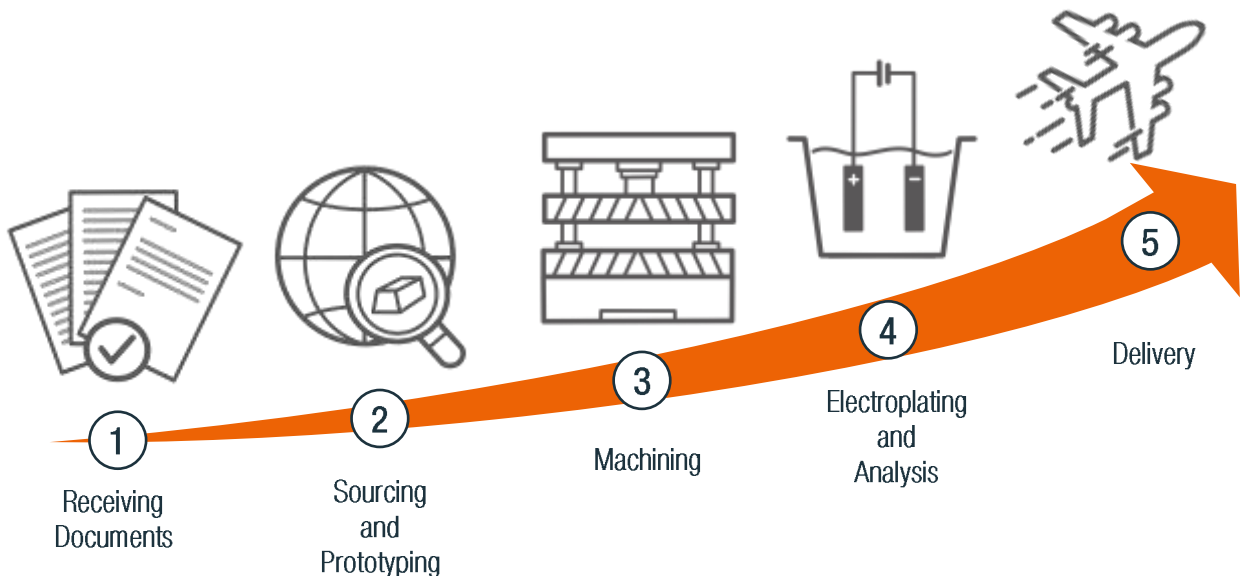 1
Receiving
Documents
2
Sourcing
and
Prototyping
3
Machining
+
−
4
Electroplating
and
Analysis
5
Delivery